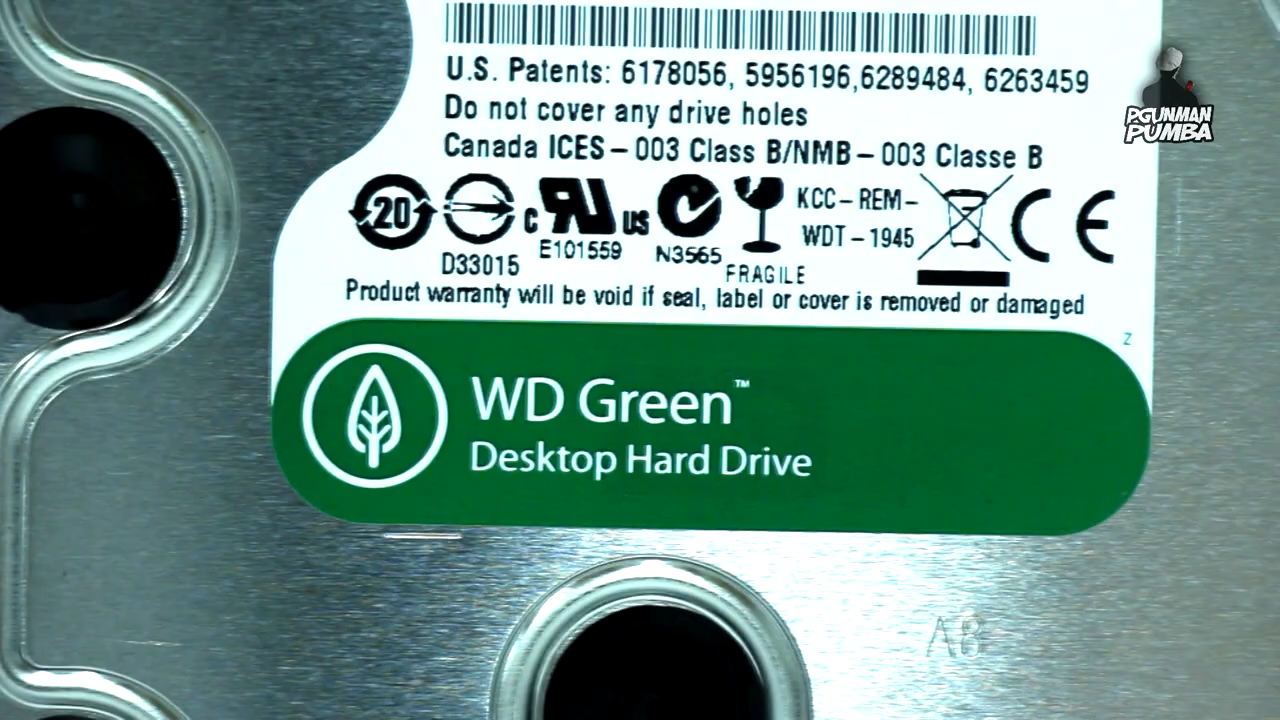 U.S. Patents: 6178056, 5956196,6289484, 6263459
Do not cover any drive holes
Canada ICES – 003 Class B/NMB – 003 Classe B
20
D33015
C UR US
E101559
N3565
FRAGILE
KCC – REM –
WDT – 1945
CE
Product warranty will be void if seal, label or cover is removed or damaged
Z
WD Green™
Desktop Hard Drive
A8
PGUNMAN
PUMBA